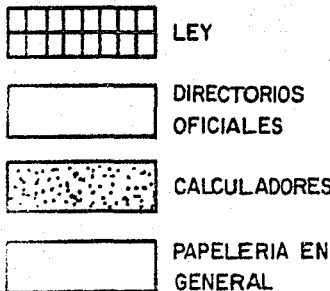 LEY
DIRECTORIOS
OFICIALES
CALCULADORES
PAPELERIA EN
GENERAL